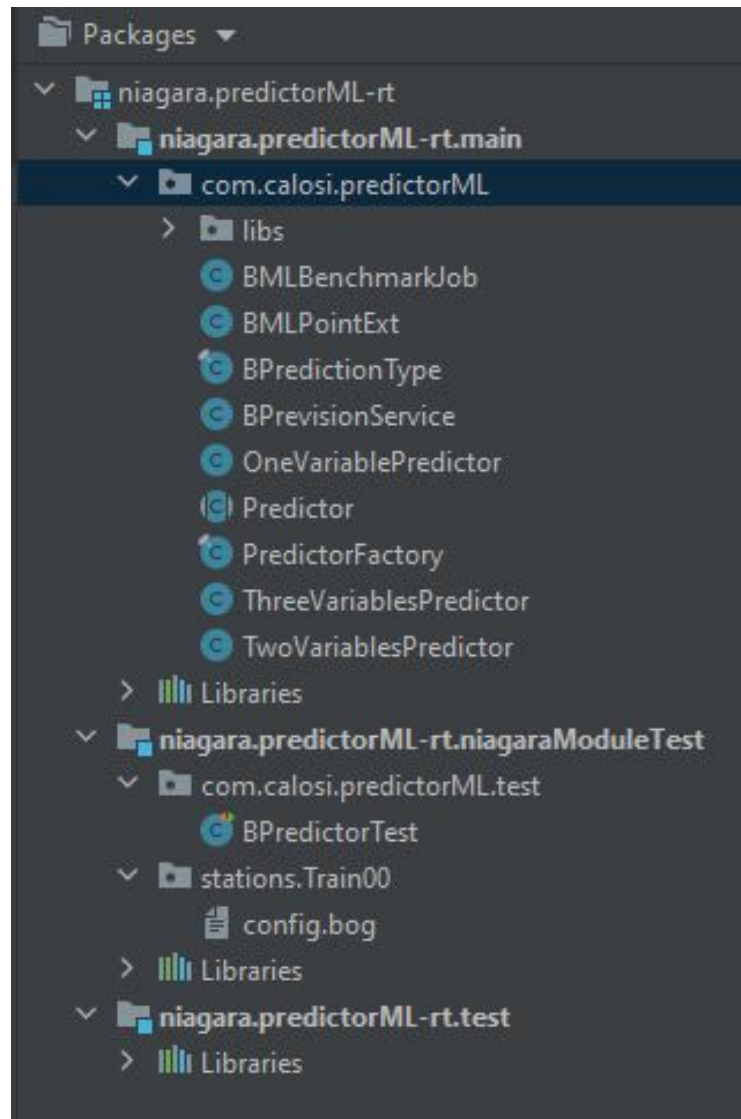 Packages
niagara.predictorML-rt
niagara.predictorML-rt.main
com.calosi.predictorML
libs
BMLBenchmarkJob
BMLPointExt
BPredictionType
BPrevisionService
OneVariablePredictor
Predictor
PredictorFactory
ThreeVariablesPredictor
TwoVariablesPredictor
Libraries
niagara.predictorML-rt.niagaraModuleTest
com.calosi.predictorML.test
BPredictorTest
stations.Train00
config.bog
Libraries
niagara.predictorML-rt.test
Libraries